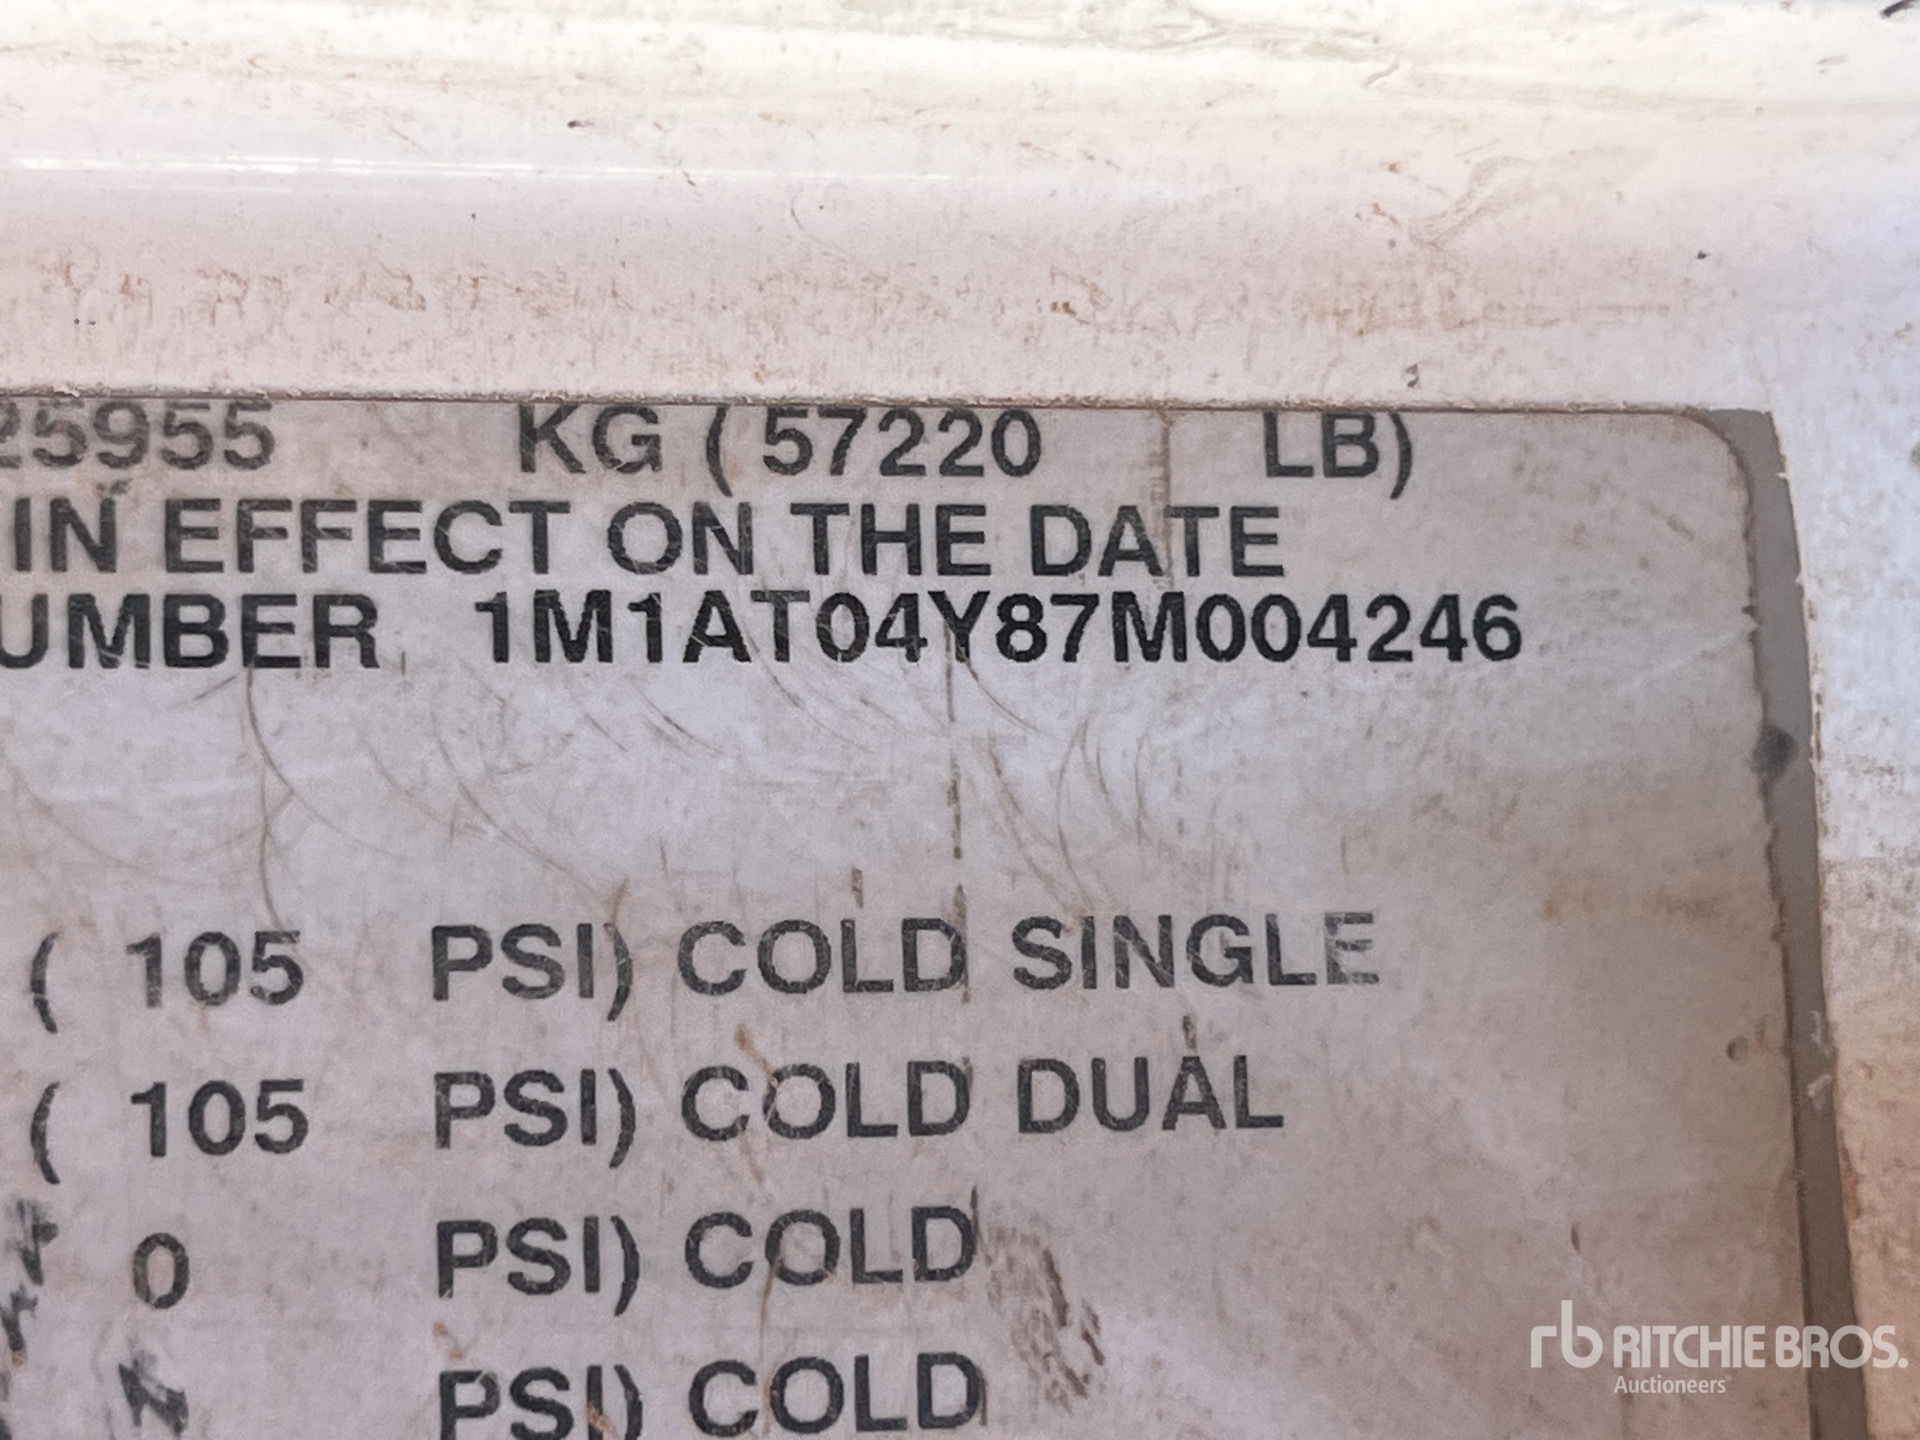 25955 KG ( 57220 LB)
IN EFFECT ON THE DATE
UMBER 1M1AT04Y87M004246
( 105 PSI) COLD SINGLE
( 105 PSI) COLD DUAL
0 PSI) COLD
PSI) COLD
rb RITCHIE BROS.
Auctioneers